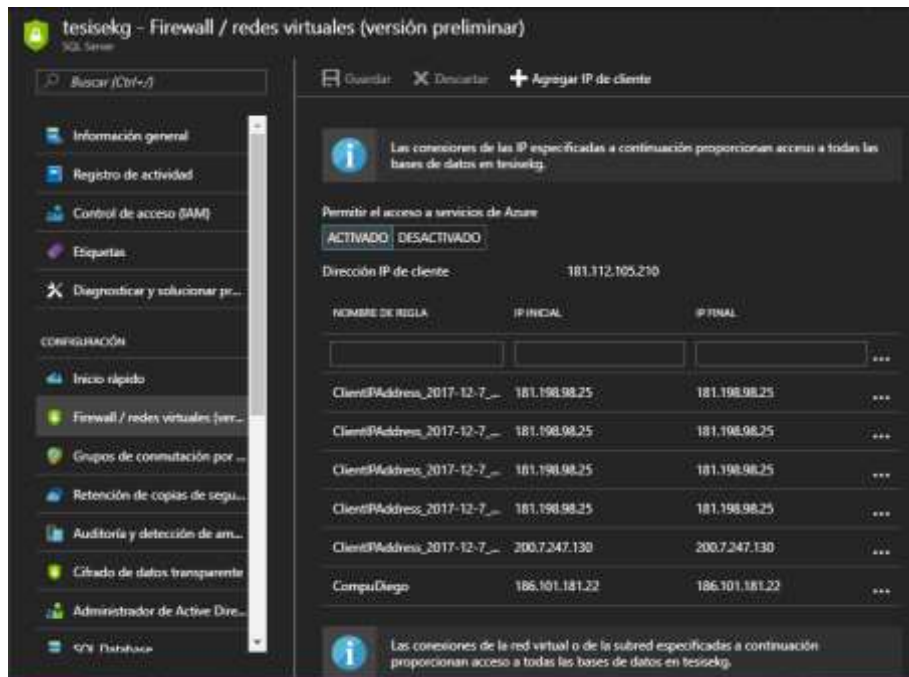 tesisekg - Firewall / redes virtuales (versión preliminar)
SQL Server
Buscar (Ctrl+/)
Guardar Descartar Agregar IP de cliente
Información general
Registro de actividad
Control de acceso (IAM)
Etiquetas
Diagnosticar y solucionar pr...
CONFIGURACIÓN
Inicio rápido
Firewall / redes virtuales (ver...
Grupos de conmutación por ...
Retención de copias de segu...
Auditoría y detección de am...
Cifrado de datos transparente
Administrador de Active Dire...
SQL Database
Las conexiones de las IP especificadas a continuación proporcionan acceso a todas las
bases de datos en tesisekg.
Permitir el acceso a servicios de Azure
ACTIVADO DESACTIVADO
Dirección IP de cliente 181.112.105.210
NOMBRE DE REGLA IP INICIAL IP FINAL
...
ClientIPAddress_2017-12-7_... 181.198.98.25 181.198.98.25 ...
ClientIPAddress_2017-12-7_... 181.198.98.25 181.198.98.25 ...
ClientIPAddress_2017-12-7_... 181.198.98.25 181.198.98.25 ...
ClientIPAddress_2017-12-7_... 181.198.98.25 181.198.98.25 ...
ClientIPAddress_2017-12-7_... 200.7.247.130 200.7.247.130 ...
CompuDiego 186.101.181.22 186.101.181.22 ...
Las conexiones de la red virtual o de la subred especificadas a continuación
proporcionan acceso a todas las bases de datos en tesisekg.